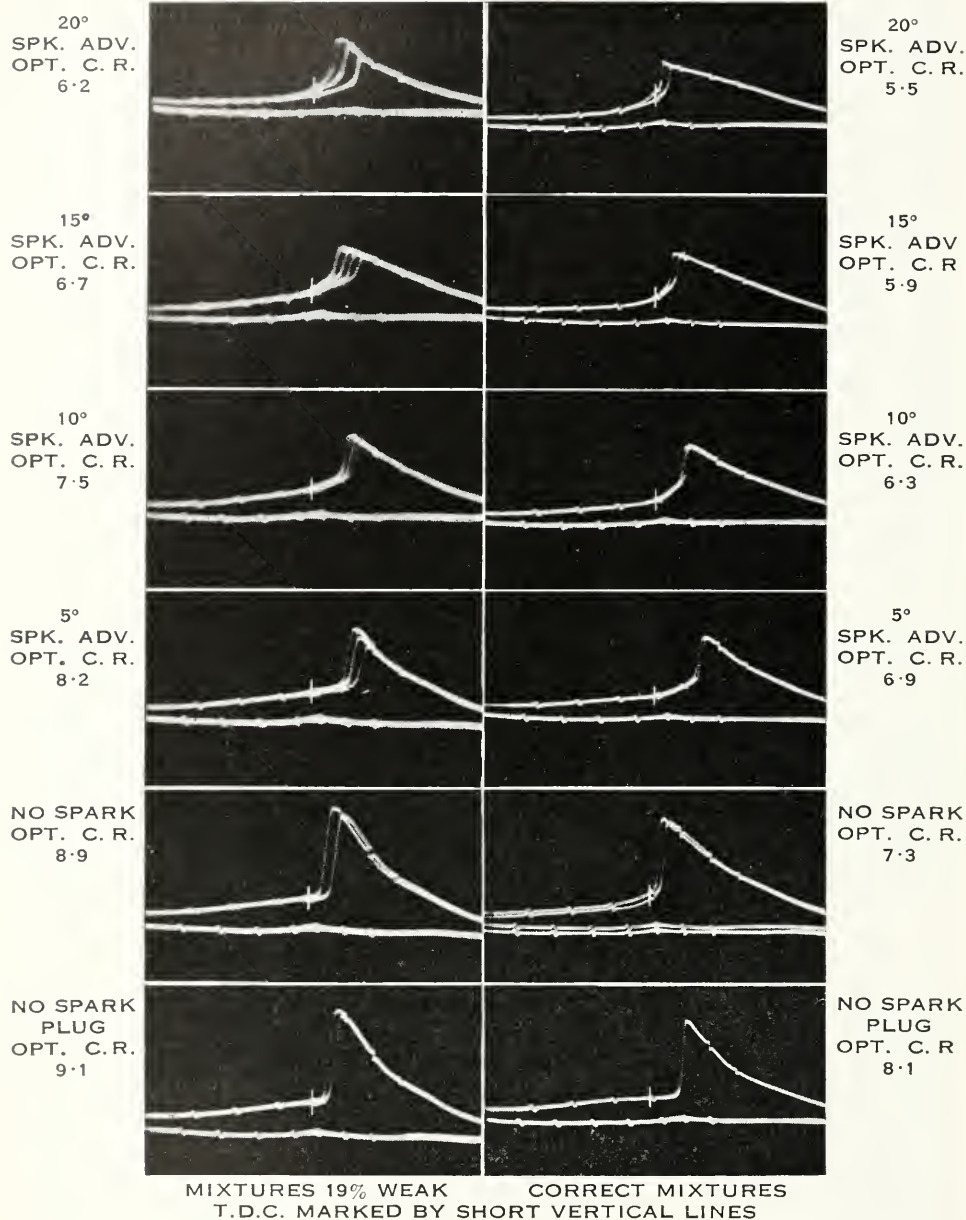 20°
SPK. ADV.
OPT. C. R.
6·2
20°
SPK. ADV.
OPT. C. R.
5·5
15°
SPK. ADV.
OPT. C. R.
6·7
15°
SPK. ADV
OPT. C. R
5·9
10°
SPK. ADV.
OPT. C. R.
7·5
10°
SPK. ADV.
OPT. C. R.
6·3
5°
SPK. ADV.
OPT. C. R.
8·2
5°
SPK. ADV.
OPT. C. R.
6·9
NO SPARK
OPT. C. R.
8·9
NO SPARK
OPT. C. R.
7·3
NO SPARK
PLUG
OPT. C. R.
9·1
NO SPARK
PLUG
OPT. C. R
8·1
MIXTURES 19% WEAK
CORRECT MIXTURES
T.D.C. MARKED BY SHORT VERTICAL LINES